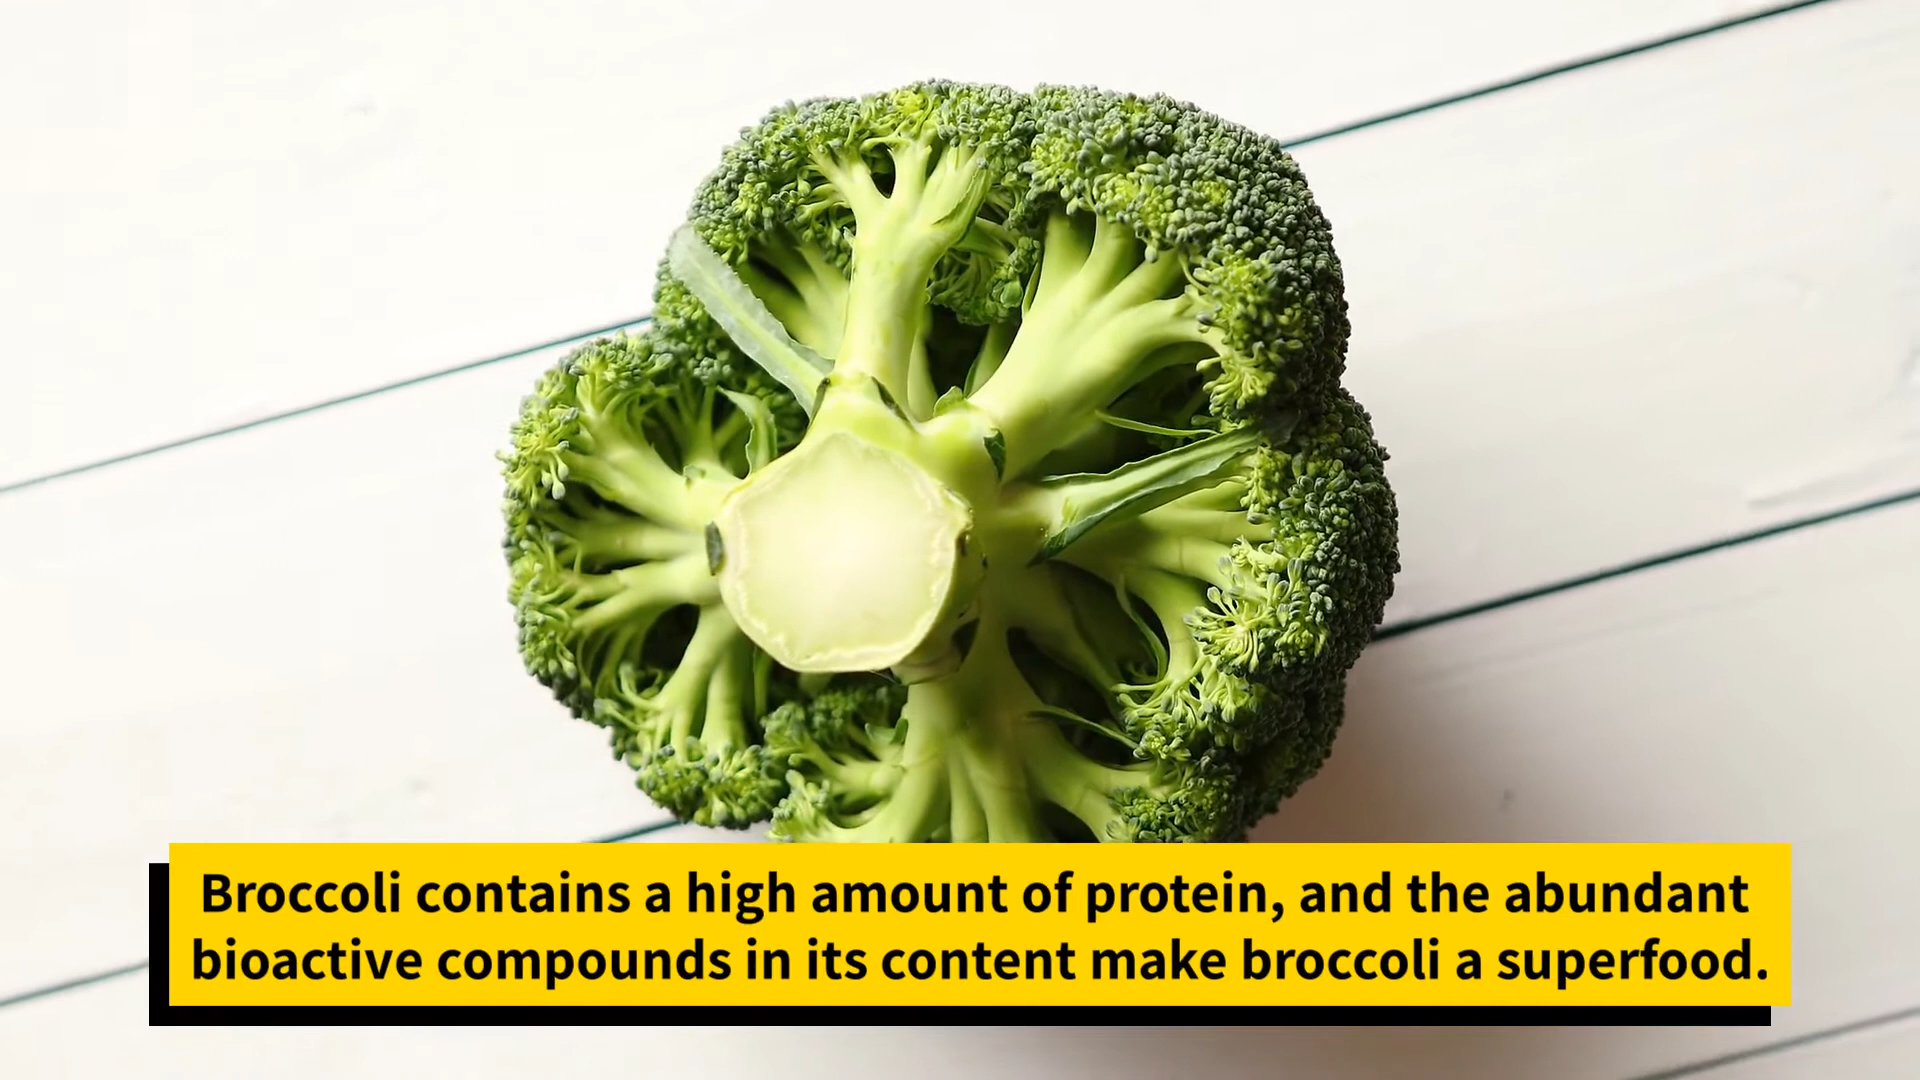 Broccoli contains a high amount of protein, and the abundant
bioactive compounds in its content make broccoli a superfood.